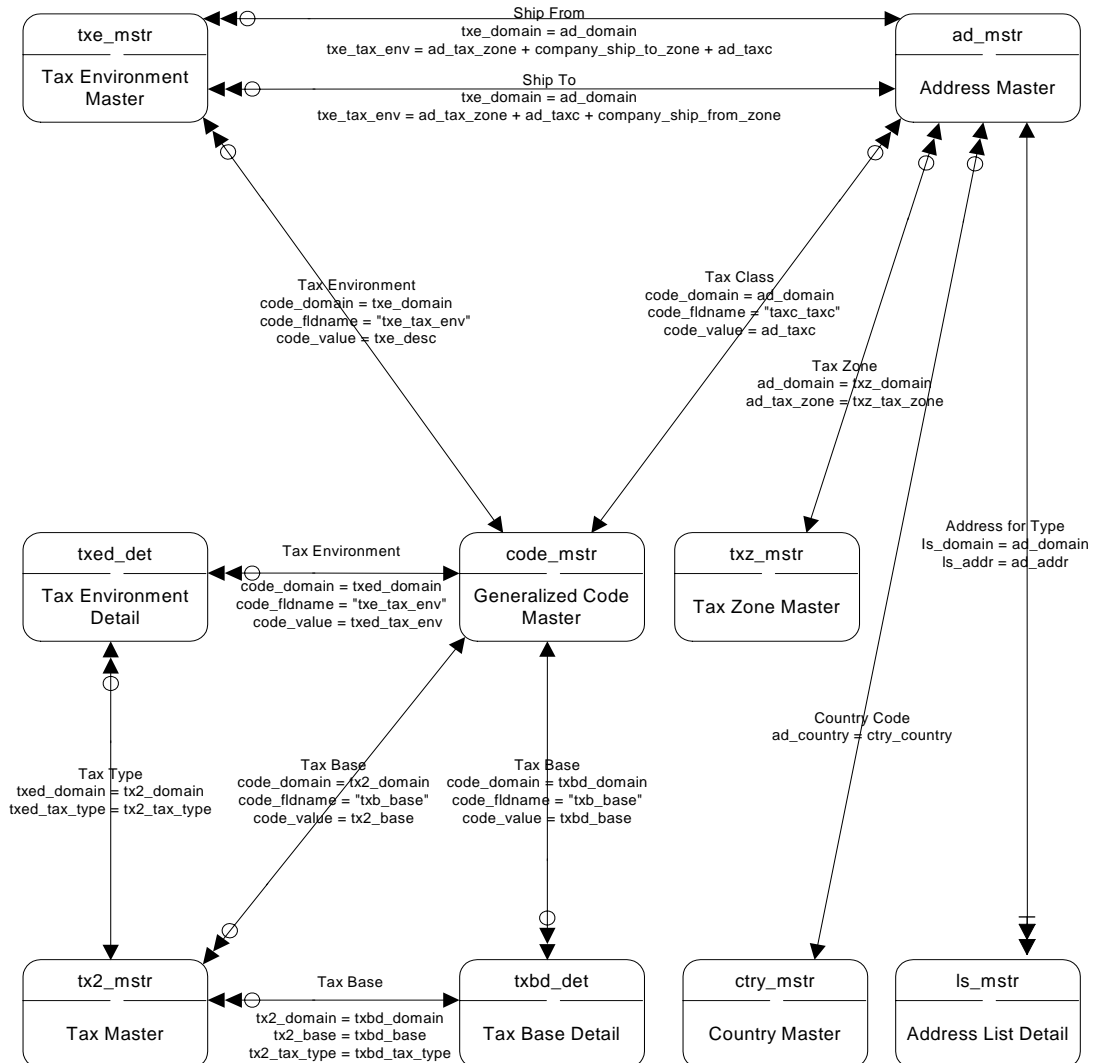 Ship From
txe_domain = ad_domain
txe_tax_env = ad_tax_zone + company_ship_to_zone + ad_taxc
txe_mstr
Tax Environment
Master
ad_mstr
Address Master
Ship To
txe_domain = ad_domain
txe_tax_env = ad_tax_zone + ad_taxc + company_ship_from_zone
Tax Environment
code_domain = txe_domain
code_fldname = "txe_tax_env"
code_value = txe_desc
Tax Class
code_domain = ad_domain
code_fldname = "taxc_taxc"
code_value = ad_taxc
Tax Zone
ad_domain = txz_domain
ad_tax_zone = txz_tax_zone
Address for Type
ls_domain = ad_domain
ls_addr = ad_addr
txed_det
Tax Environment
Detail
Tax Environment
code_domain = txed_domain
code_fldname = "txe_tax_env"
code_value = txed_tax_env
code_mstr
Generalized Code
Master
txz_mstr
Tax Zone Master
Country Code
ad_country = ctry_country
Tax Type
txed_domain = tx2_domain
txed_tax_type = tx2_tax_type
Tax Base
code_domain = tx2_domain
code_fldname = "txb_base"
code_value = tx2_base
Tax Base
code_domain = txbd_domain
code_fldname = "txb_base"
code_value = txbd_base
tx2_mstr
Tax Master
Tax Base
tx2_domain = txbd_domain
tx2_base = txbd_base
tx2_tax_type = txbd_tax_type
txbd_det
Tax Base Detail
ctry_mstr
Country Master
ls_mstr
Address List Detail